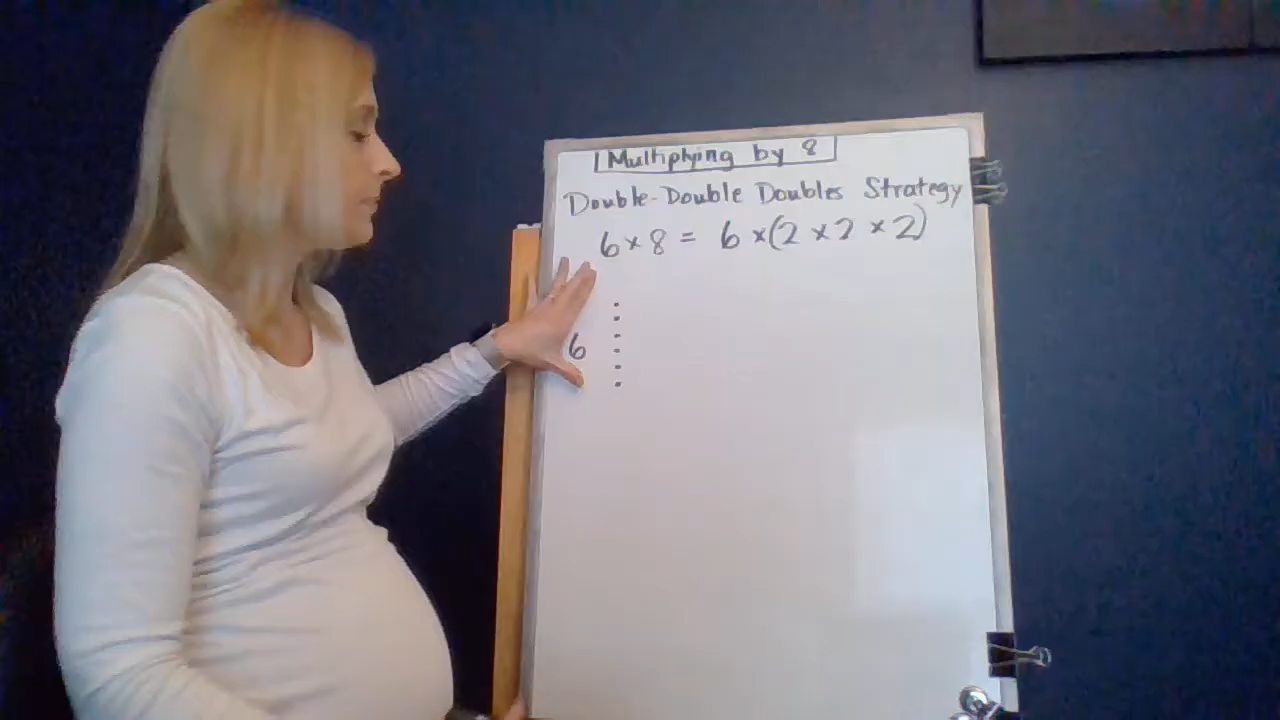 Multiplying by 8
Double-Double Doubles Strategy
6 × 8 = 6 × (2 × 2 × 2)
6